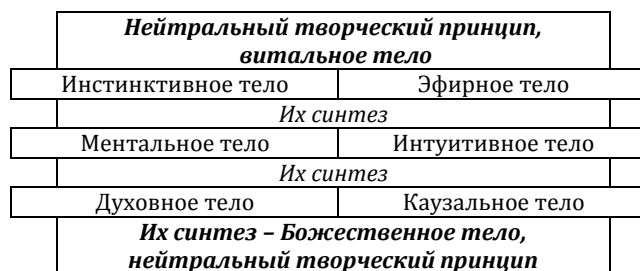 Нейтральный творческий принцип,
витальное тело
Инстинктивное тело Эфирное тело
Их синтез
Ментальное тело Интуитивное тело
Их синтез
Духовное тело Каузальное тело
Их синтез – Божественное тело,
нейтральный творческий принцип